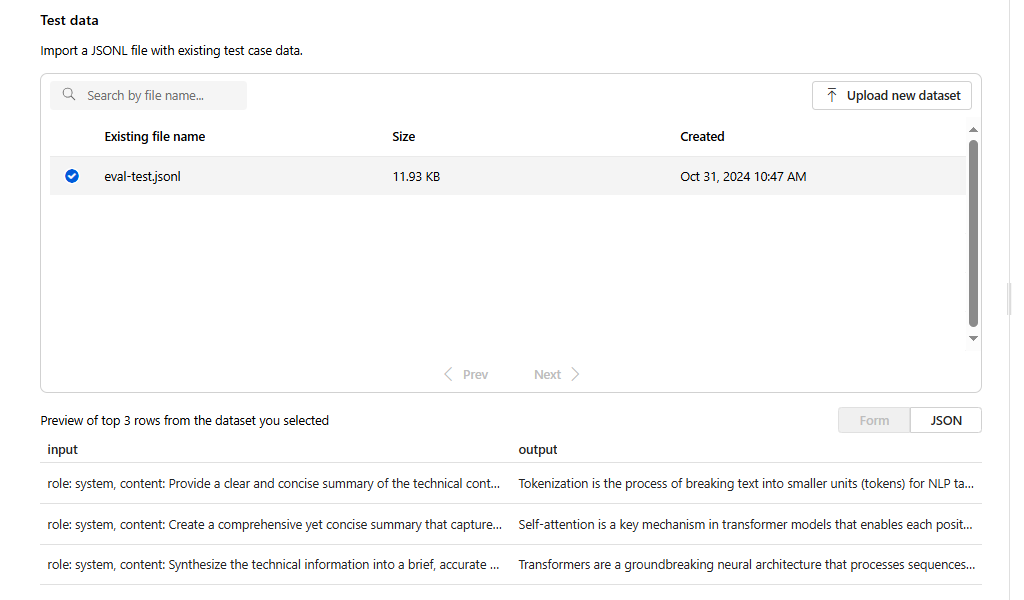 Test data
Import a JSONL file with existing test case data.
Search by file name...
Upload new dataset
Existing file name Size Created
eval-test.jsonl 11.93 KB Oct 31, 2024 10:47 AM
Prev Next
Preview of top 3 rows from the dataset you selected
Form JSON
input output
role: system, content: Provide a clear and concise summary of the technical cont... Tokenization is the process of breaking text into smaller units (tokens) for NLP ta...
role: system, content: Create a comprehensive yet concise summary that capture... Self-attention is a key mechanism in transformer models that enables each posit...
role: system, content: Synthesize the technical information into a brief, accurate ... Transformers are a groundbreaking neural architecture that processes sequences...